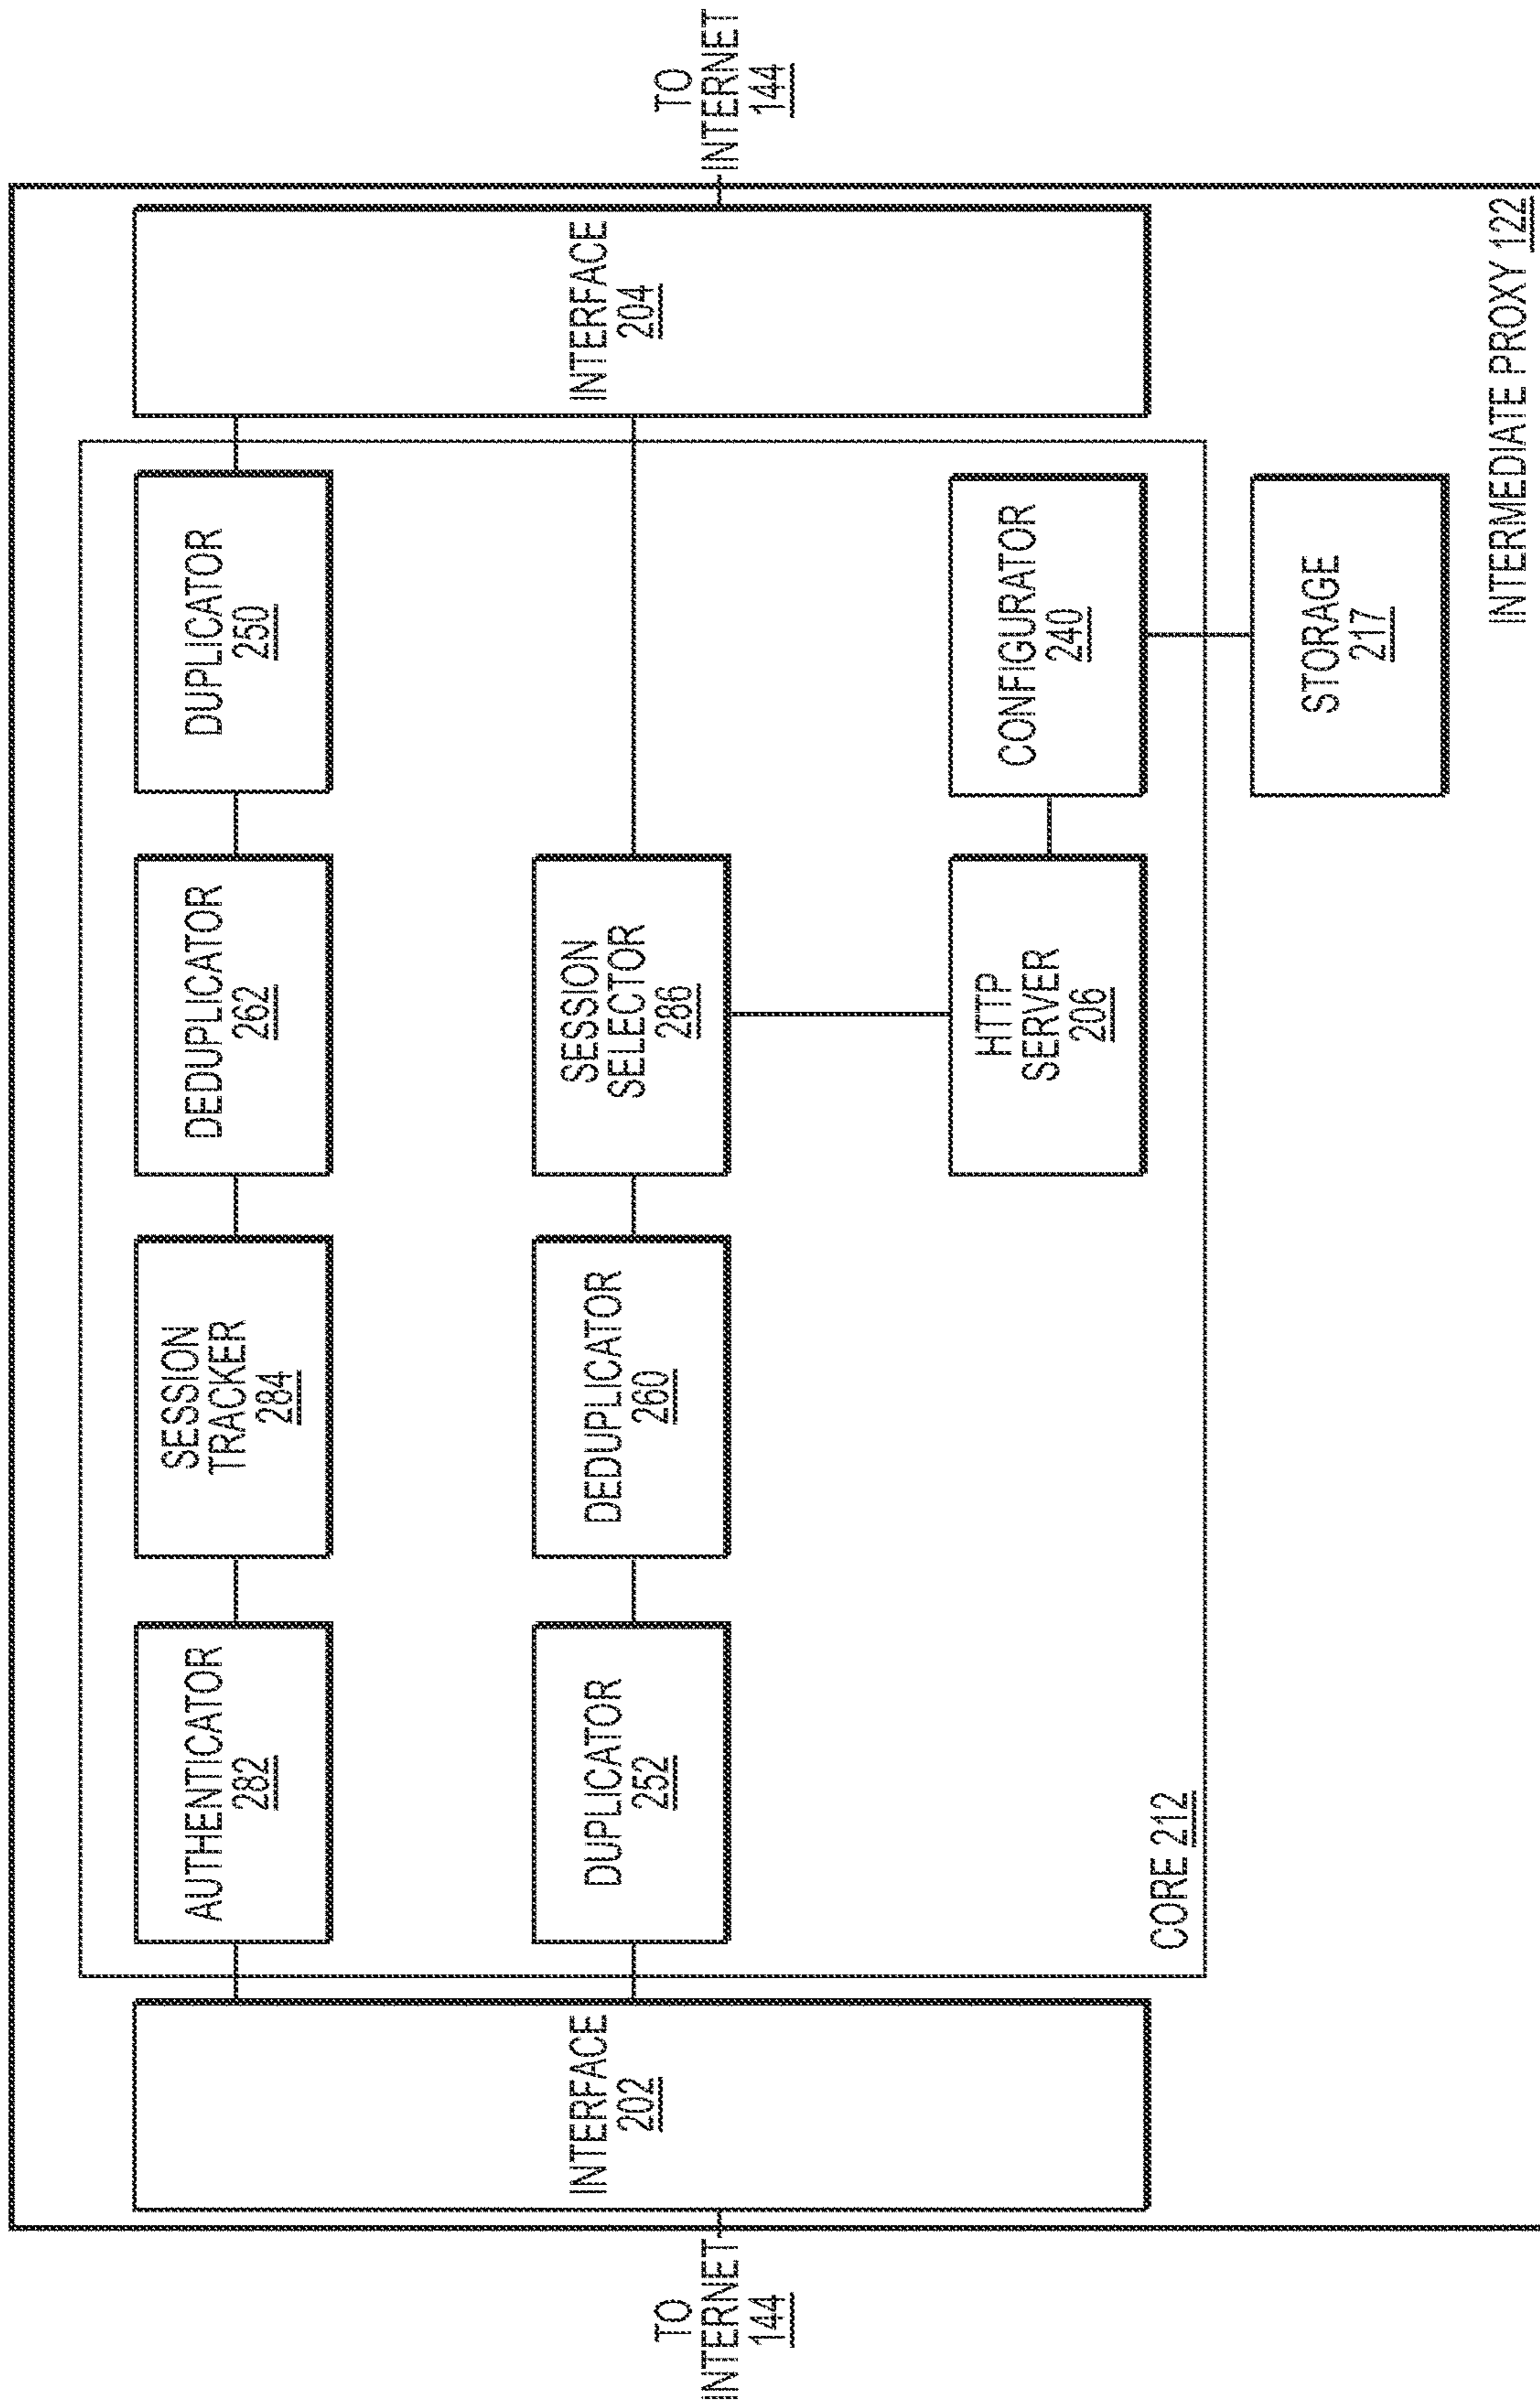 TO
INTERNET
144
INTERFACE
202
AUTHENTICATOR
282
SESSION
TRACKER
284
DEDUPLICATOR
262
DUPLICATOR
250
DUPLICATOR
252
DEDUPLICATOR
260
SESSION
SELECTOR
286
HTTP
SERVER
206
CONFIGURATOR
240
CORE 212
STORAGE
217
INTERFACE
204
TO
INTERNET
144
INTERMEDIATE PROXY 122